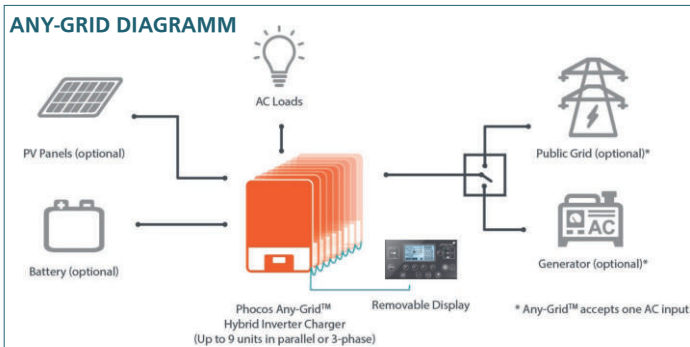 ANY-GRID DIAGRAMM
AC Loads
PV Panels (optional)
Public Grid (optional)*
AC
Battery (optional)
Generator (optional)*
Phocos Any-Grid™
Hybrid Inverter Charger
(Up to 9 units in parallel or 3-phase)
Removable Display
* Any-Grid™ accepts one AC input